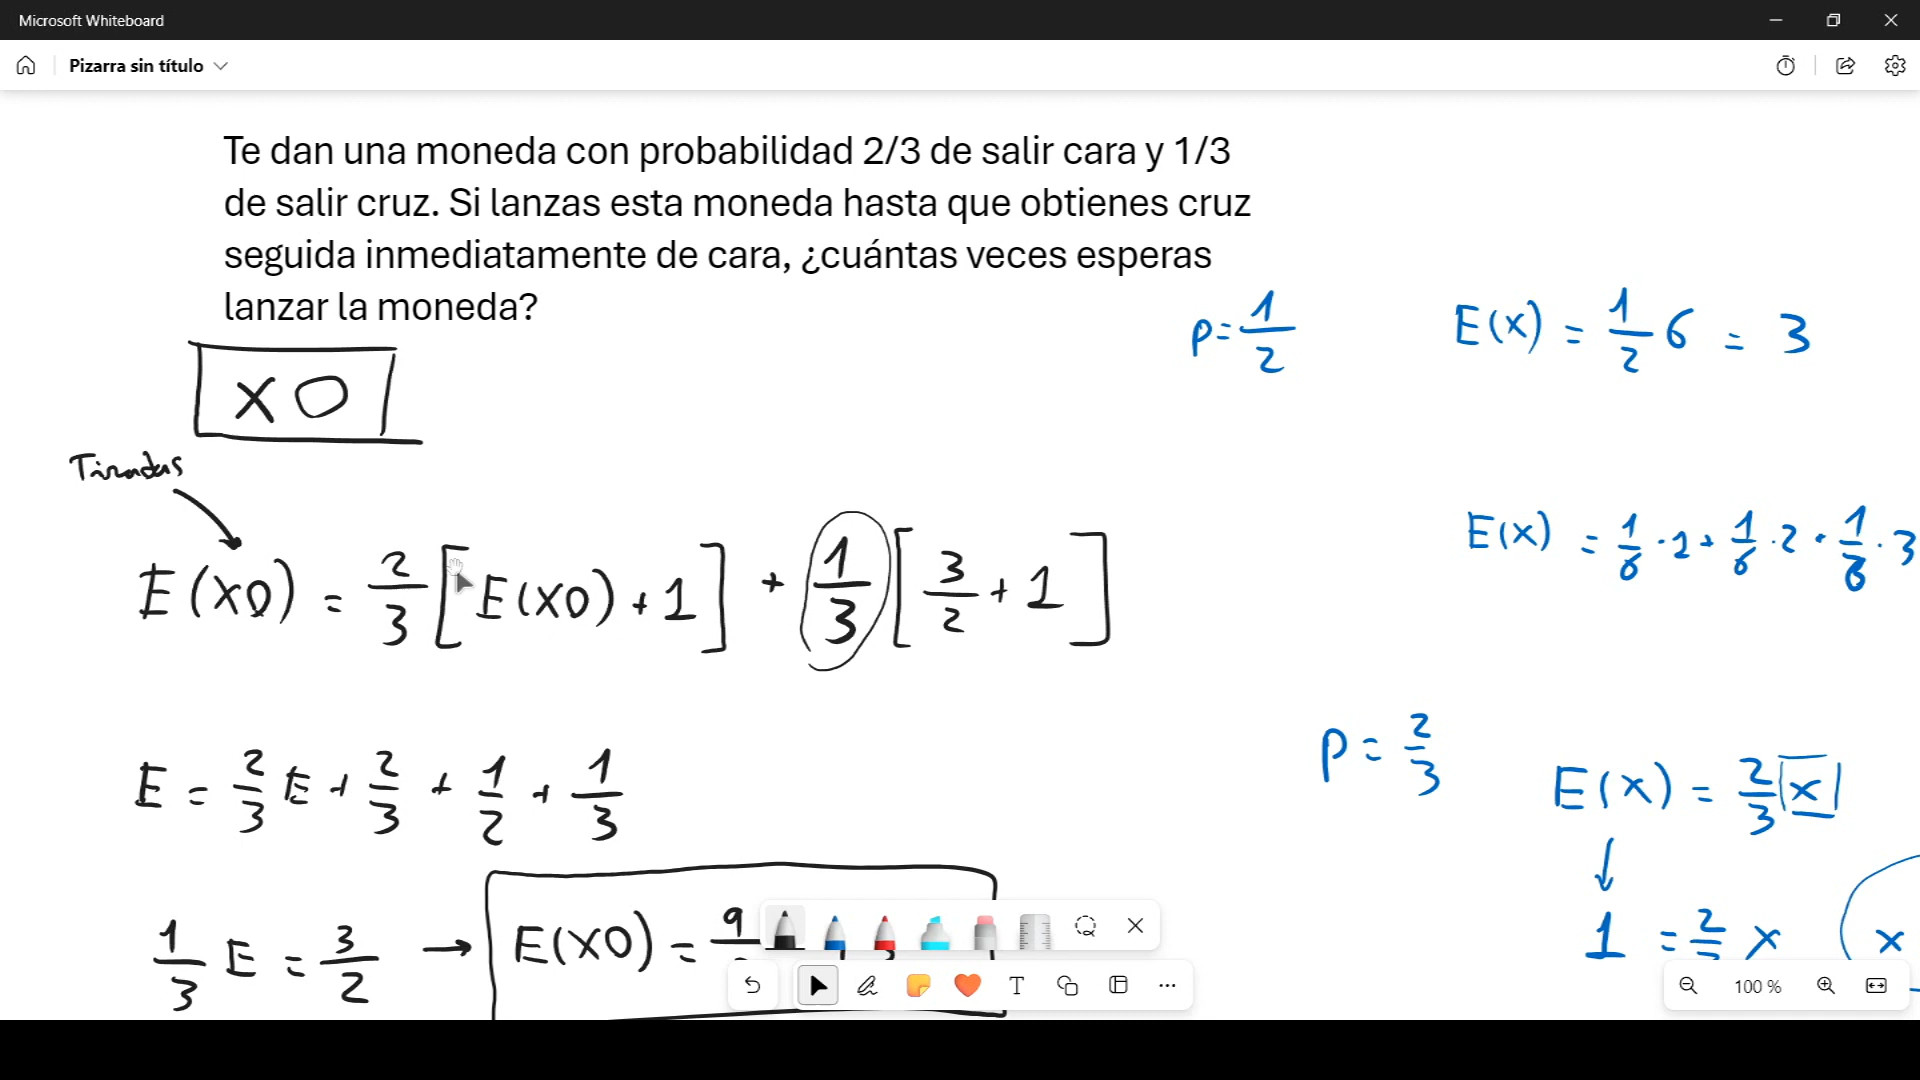 Microsoft Whiteboard
Pizarra sin título
Te dan una moneda con probabilidad 2/3 de salir cara y 1/3
de salir cruz. Si lanzas esta moneda hasta que obtienes cruz
seguida inmediatamente de cara, ¿cuántas veces esperas
lanzar la moneda?
p = 1/2
E(x) = 1/2 6 = 3
XO
Tiradas
E(XO) = 2/3 [E(XO) + 1] + 1/3 [3/2 + 1]
E(x) = 1/6 · 1 + 1/6 · 2 + 1/6 · 3
p = 2/3
E(x) = 2/3 x
E = 2/3 E + 2/3 + 1/2 + 1/3
1 = 2/3 x
x
1/3 E = 3/2 → E(XO) = 9
100 %